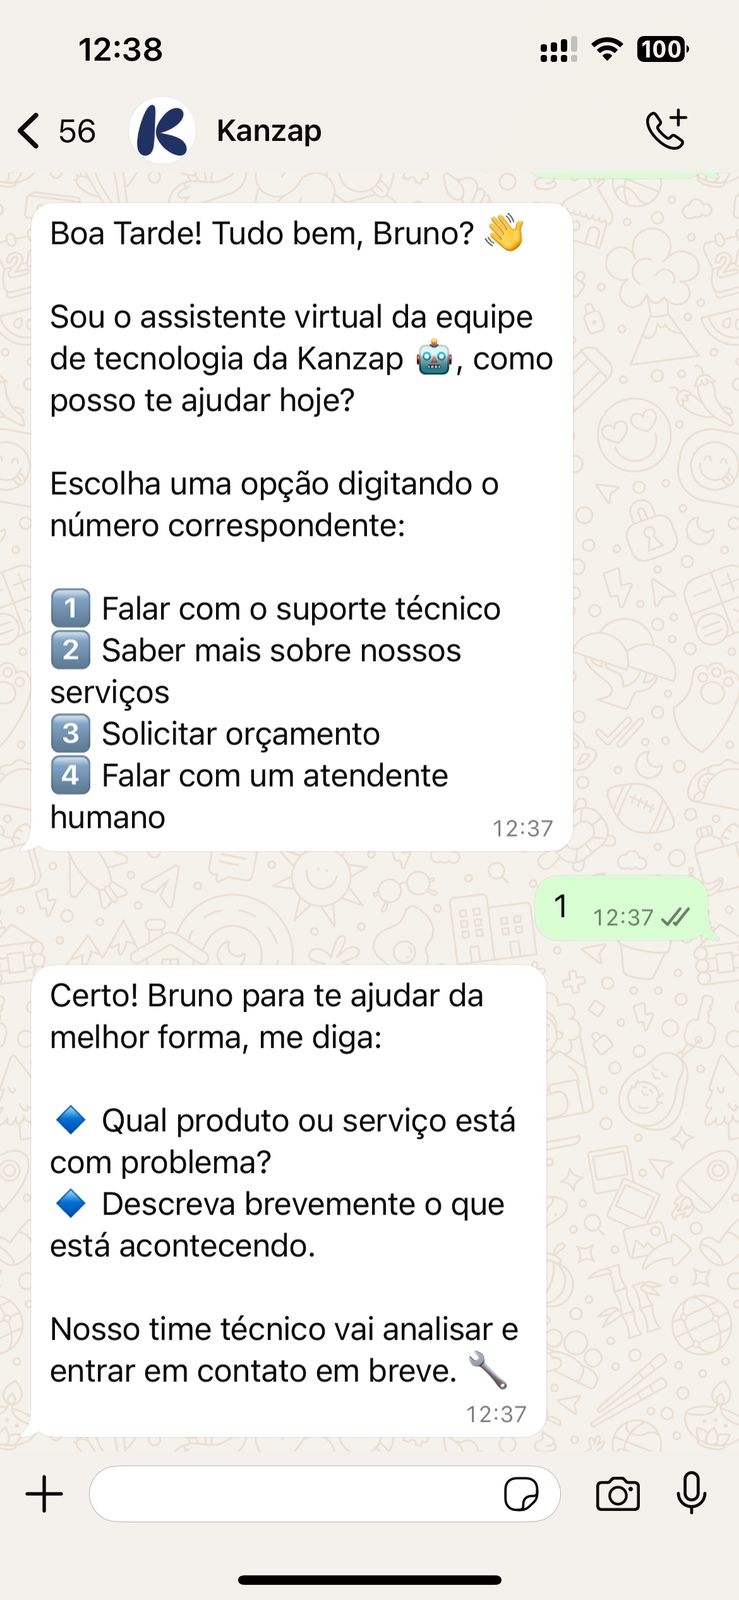 12:38
100
56
Kanzap
Boa Tarde! Tudo bem, Bruno? 👋
Sou o assistente virtual da equipe
de tecnologia da Kanzap 🤖, como
posso te ajudar hoje?
Escolha uma opção digitando o
número correspondente:
1️⃣ Falar com o suporte técnico
2️⃣ Saber mais sobre nossos
serviços
3️⃣ Solicitar orçamento
4️⃣ Falar com um atendente
humano
12:37
1
12:37
Certo! Bruno para te ajudar da
melhor forma, me diga:
🔷 Qual produto ou serviço está
com problema?
🔷 Descreva brevemente o que
está acontecendo.
Nosso time técnico vai analisar e
entrar em contato em breve. 🔧
12:37